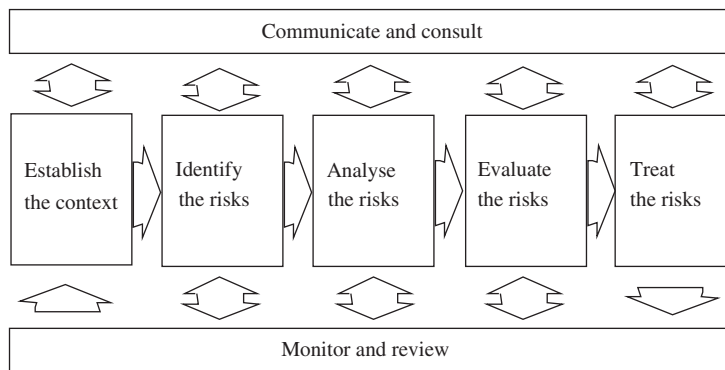 Communicate and consult
Establish
the context
Identify
the risks
Analyse
the risks
Evaluate
the risks
Treat
the risks
Monitor and review